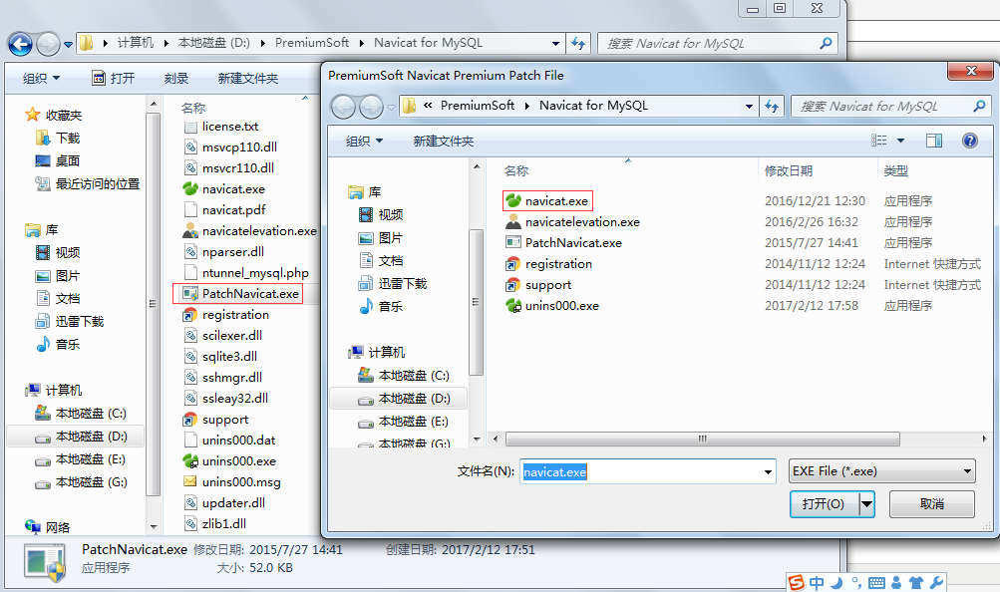 计算机 本地磁盘 (D:) PremiumSoft Navicat for MySQL
搜索 Navicat for MySQL
组织 打开 刻录 新建文件夹
收藏夹
下载
桌面
最近访问的位置
库
视频
图片
文档
迅雷下载
音乐
计算机
本地磁盘 (C:)
本地磁盘 (D:)
本地磁盘 (E:)
本地磁盘 (G:)
网络
名称
license.txt
msvcp110.dll
msvcr110.dll
navicat.exe
navicat.pdf
navicatelevation.exe
nparser.dll
ntunnel_mysql.php
PatchNavicat.exe
registration
scilexer.dll
sqlite3.dll
sshmgr.dll
ssleay32.dll
support
unins000.dat
unins000.exe
unins000.msg
updater.dll
zlib1.dll
PatchNavicat.exe 修改日期: 2015/7/27 14:41 创建日期: 2017/2/12 17:51
应用程序 大小: 52.0 KB
PremiumSoft Navicat Premium Patch File
« PremiumSoft Navicat for MySQL
搜索 Navicat for MySQL
组织 新建文件夹
库
视频
图片
文档
迅雷下载
音乐
计算机
本地磁盘 (C:)
本地磁盘 (D:)
本地磁盘 (E:)
本地磁盘 (G:)
名称 修改日期 类型
navicat.exe 2016/12/21 12:30 应用程序
navicatelevation.exe 2016/2/26 16:32 应用程序
PatchNavicat.exe 2015/7/27 14:41 应用程序
registration 2014/11/12 12:24 Internet 快捷方式
support 2014/11/12 12:24 Internet 快捷方式
unins000.exe 2017/2/12 17:58 应用程序
文件名(N): navicat.exe EXE File (*.exe)
打开(O) 取消
中